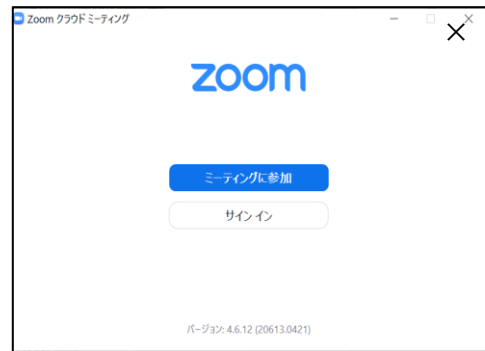 Zoom クラウド ミーティング
zoom
ミーティングに参加
サイン イン
バージョン: 4.6.12 (20613.0421)